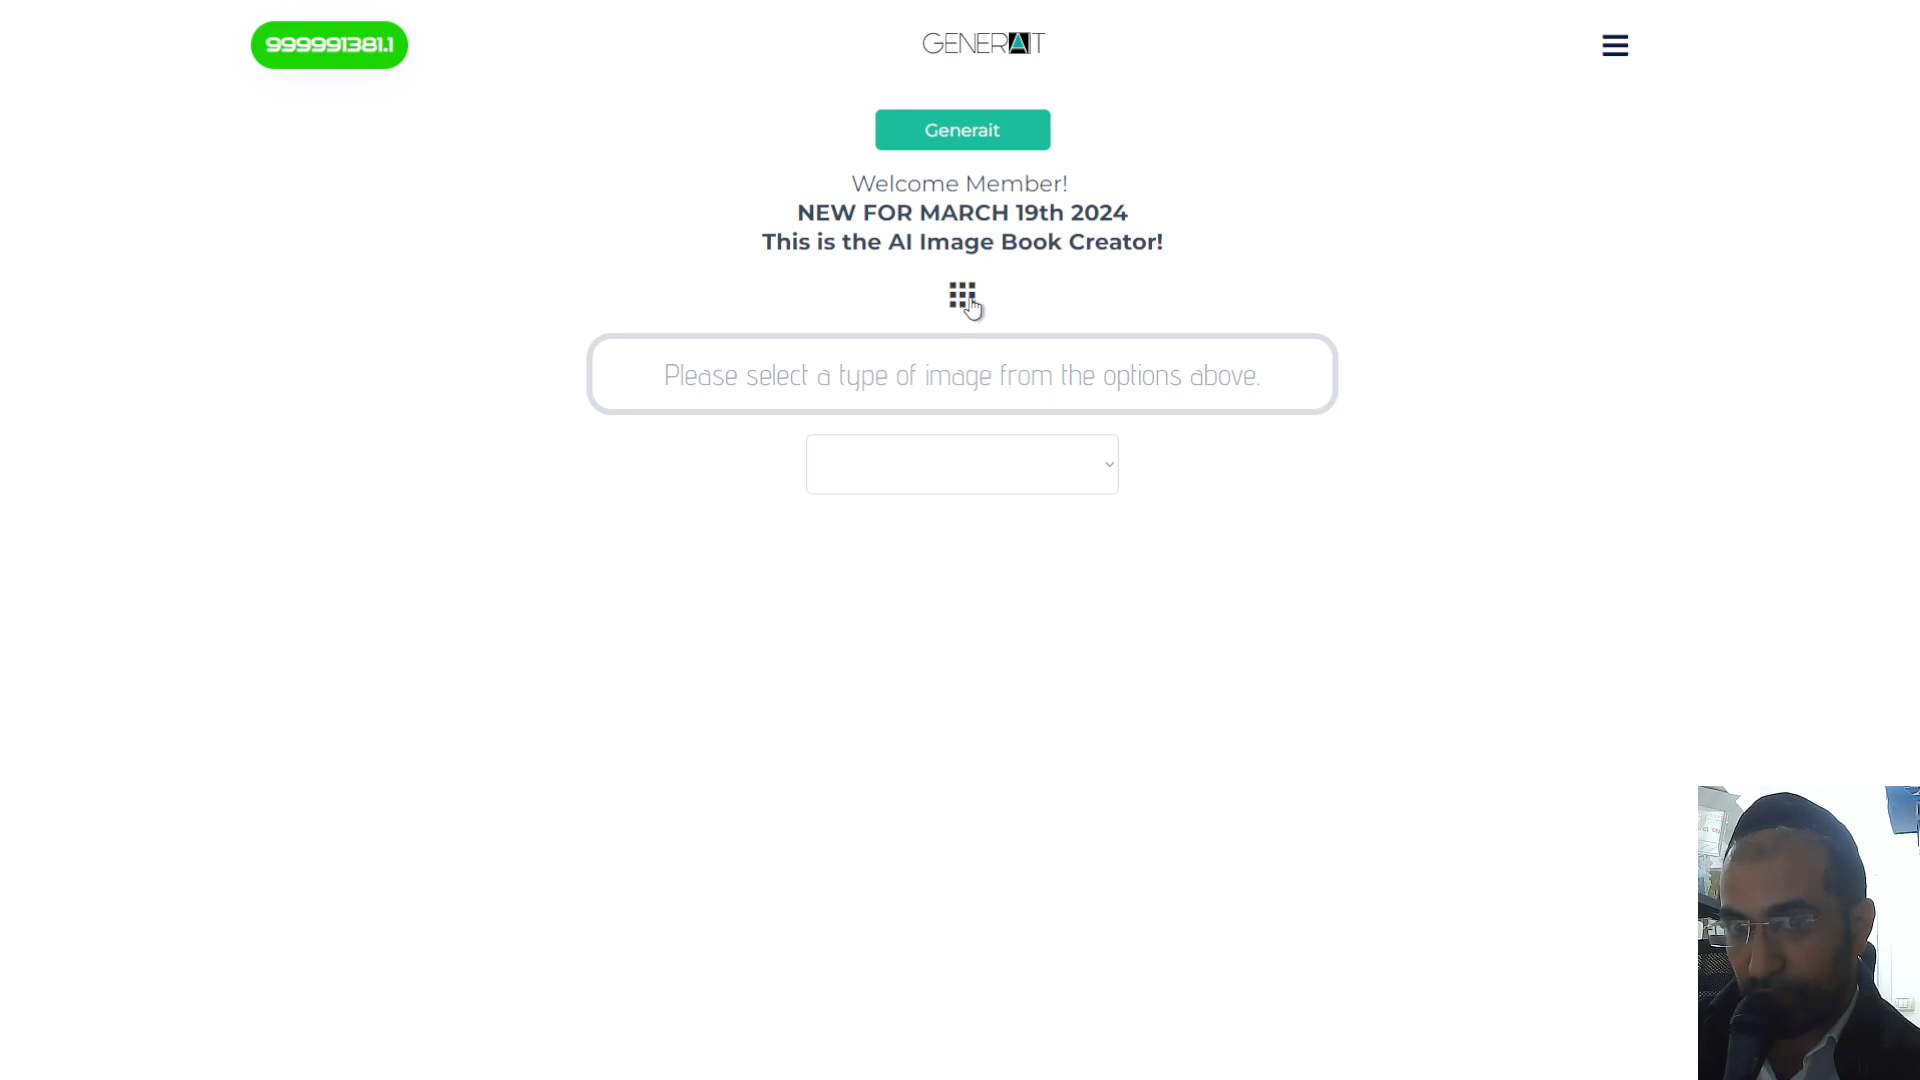 999991381.1
GENERAIT
Generait
Welcome Member!
NEW FOR MARCH 19th 2024
This is the AI Image Book Creator!
Please select a type of image from the options above.